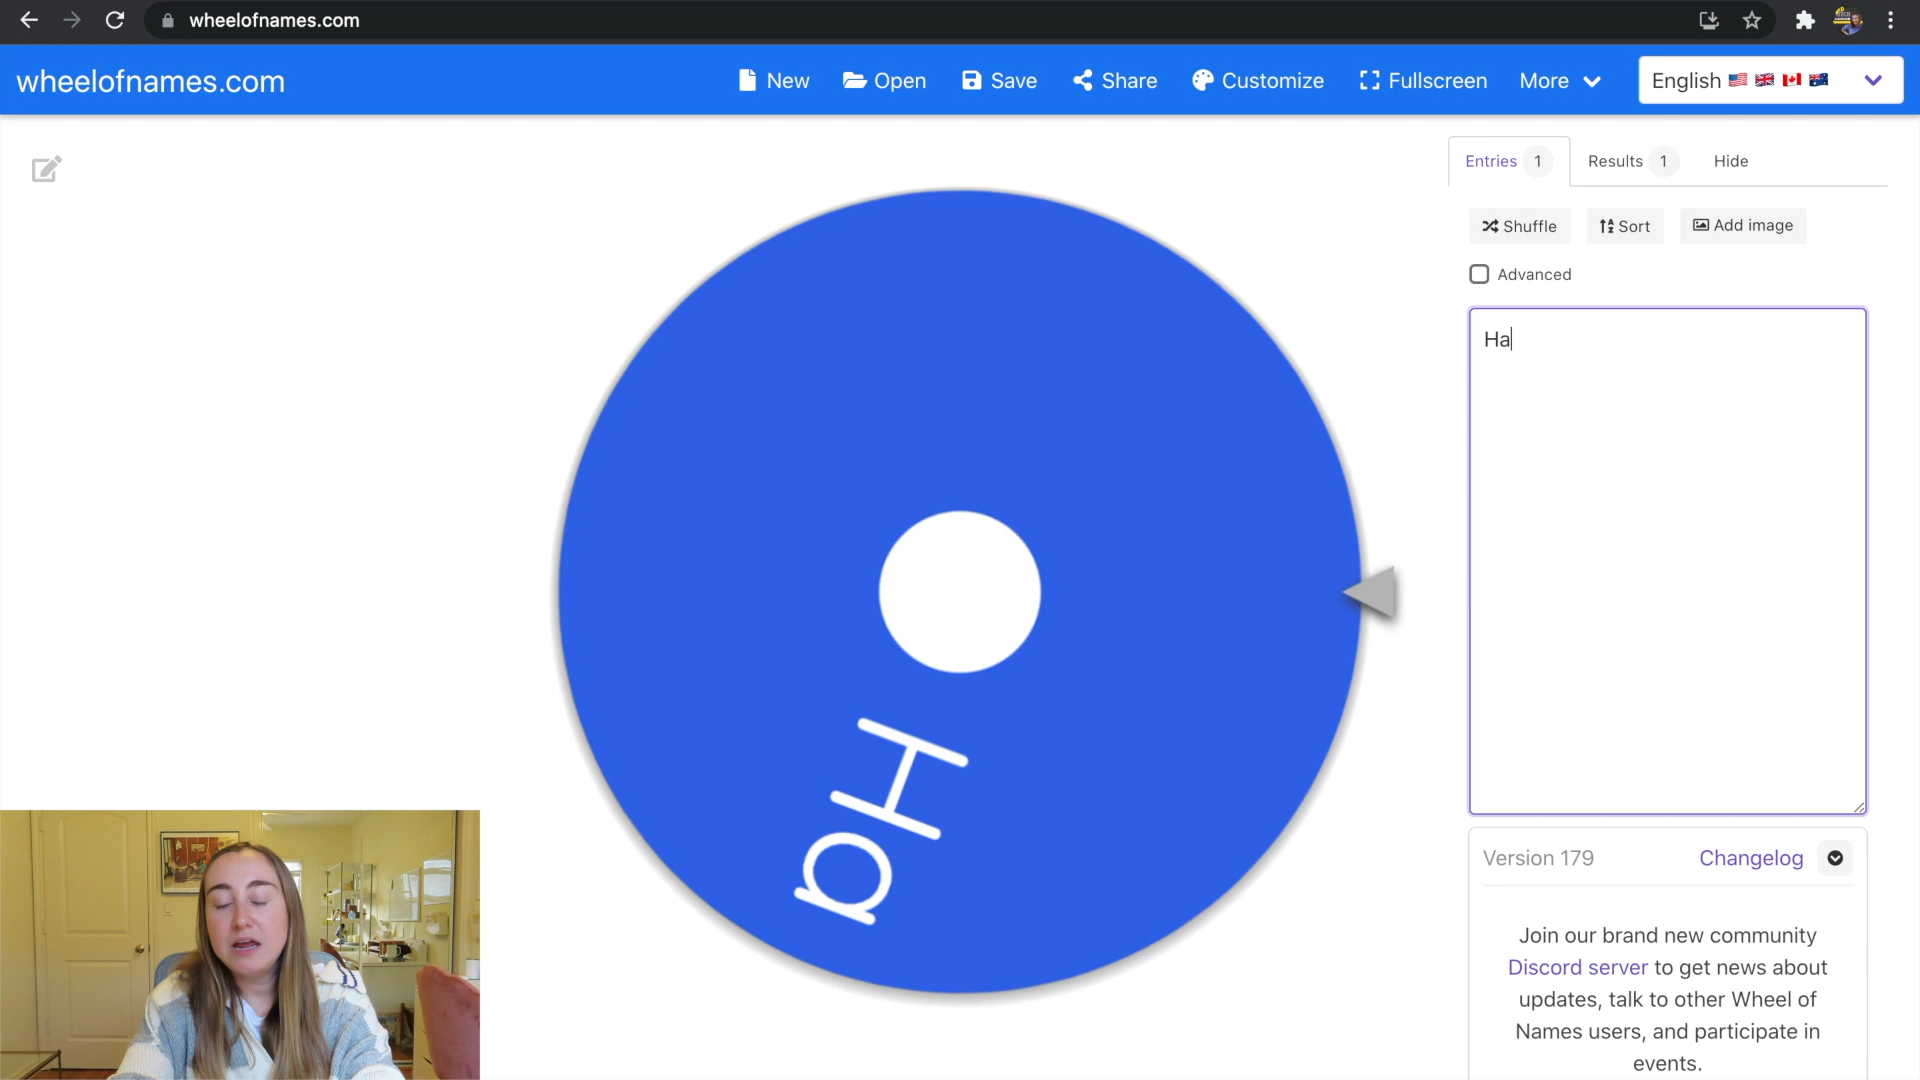 wheelofnames.com
wheelofnames.com
New
Open
Save
Share
Customize
Fullscreen
More
English
Entries 1
Results 1
Hide
Shuffle
Sort
Add image
Advanced
Ha
Ha
Version 179
Changelog
Join our brand new community
Discord server to get news about
updates, talk to other Wheel of
Names users, and participate in
events.